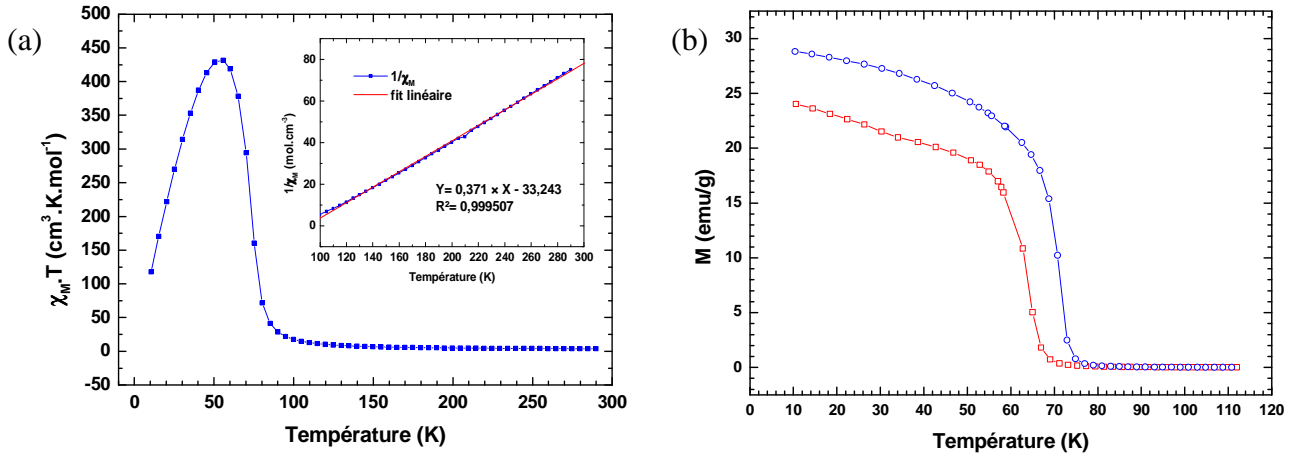 (a)
χM.T (cm³.K.mol⁻¹)
500
450
400
350
300
250
200
150
100
50
0
-50
0 50 100 150 200 250 300
Température (K)
1/χM (mol.cm⁻³)
80
60
40
20
0
1/χM
fit linéaire
Y= 0,371 × X - 33,243
R²= 0,999507
100 120 140 160 180 200 220 240 260 280 300
Température (K)
(b)
M (emu/g)
30
25
20
15
10
5
0
0 10 20 30 40 50 60 70 80 90 100 110 120
Température (K)